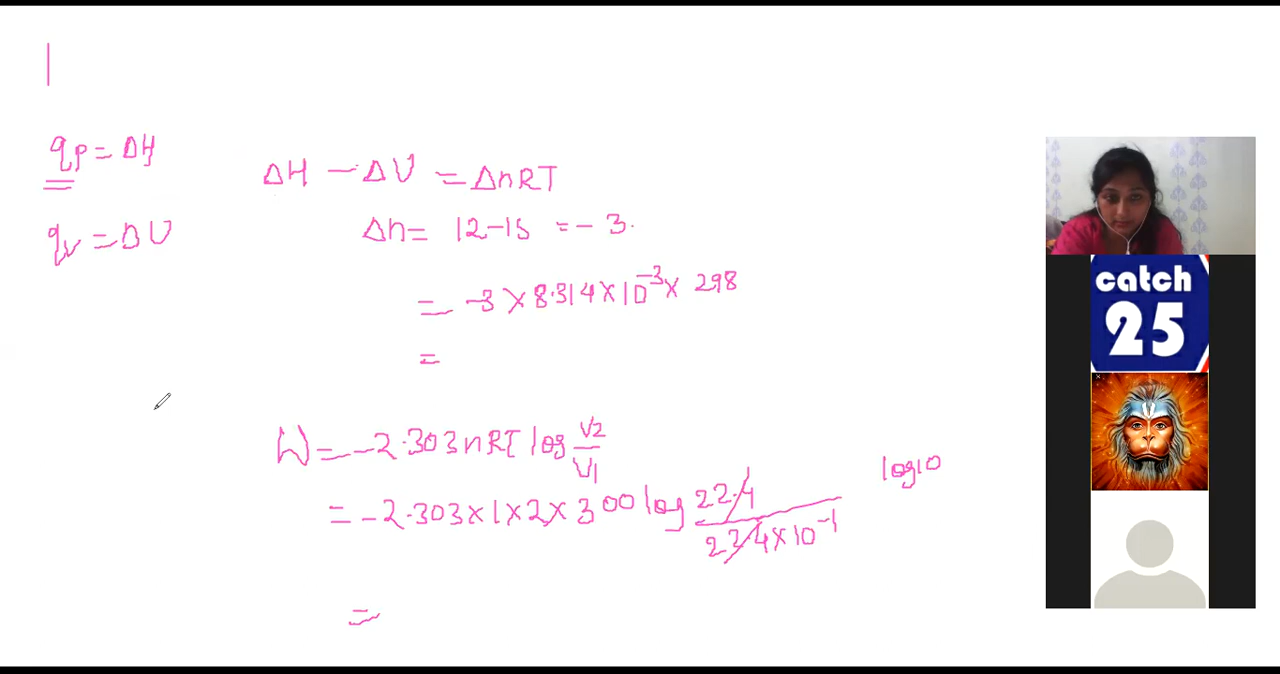 qp = ΔH
ΔH − ΔU = ΔnRT
qv = ΔU
Δn = 12−15 = −3.
= −3 × 8.314 × 10⁻³ × 298
=
W = −2.303 nRT log V2/V1
= −2.303 × 1 × 2 × 300 log 22.4/22.4 × 10⁻¹
log10
=
catch
25